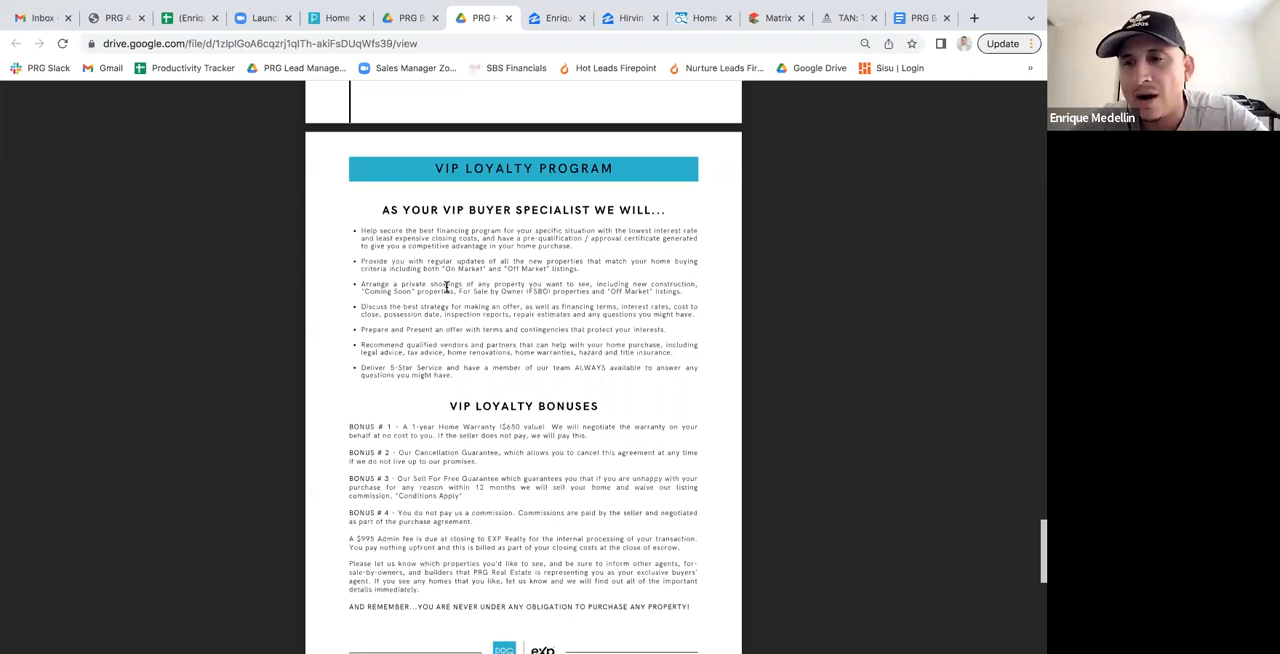 Inbox
PRG 4
(Enriq
Launc
Home
PRG B
PRG H
Enriqu
Hirvin
Home
Matrix
TAN: T
PRG B
drive.google.com/file/d/1zIpIGoA6cqzrj1qITh-akiFsDUqWfs39/view
Update
PRG Slack
Gmail
Productivity Tracker
PRG Lead Manage...
Sales Manager Zo...
SBS Financials
Hot Leads Firepoint
Nurture Leads Fir...
Google Drive
Sisu | Login
»
Enrique Medellin
VIP LOYALTY PROGRAM
AS YOUR VIP BUYER SPECIALIST WE WILL...
• Help secure the best financing program for your specific situation with the lowest interest rate
and least expensive closing costs, and have a pre-qualification / approval certificate generated
to give you a competitive advantage in your home purchase.
• Provide you with regular updates of all the new properties that match your home buying
criteria including both "On Market" and "Off Market" listings.
• Arrange a private showings of any property you want to see, including new construction,
"Coming Soon" properties, For Sale by Owner (FSBO) properties and "Off Market" listings.
• Discuss the best strategy for making an offer, as well as financing terms, interest rates, cost to
close, possession date, inspection reports, repair estimates and any questions you might have.
• Prepare and Present an offer with terms and contingencies that protect your interests.
• Recommend qualified vendors and partners that can help with your home purchase, including
legal advice, tax advice, home renovations, home warranties, hazard and title insurance.
• Deliver 5-Star Service and have a member of our team ALWAYS available to answer any
questions you might have.
VIP LOYALTY BONUSES
BONUS # 1 - A 1-year Home Warranty ($650 value). We will negotiate the warranty on your
behalf at no cost to you. If the seller does not pay, we will pay this.
BONUS # 2 - Our Cancellation Guarantee, which allows you to cancel this agreement at any time
if we do not live up to our promises.
BONUS # 3 - Our Sell For Free Guarantee which guarantees you that if you are unhappy with your
purchase for any reason within 12 months we will sell your home and waive our listing
commission. *Conditions Apply*
BONUS # 4 - You do not pay us a commission. Commissions are paid by the seller and negotiated
as part of the purchase agreement.
A $995 Admin fee is due at closing to EXP Realty for the internal processing of your transaction.
You pay nothing upfront and this is billed as part of your closing costs at the close of escrow.
Please let us know which properties you'd like to see, and be sure to inform other agents, for-
sale-by-owners, and builders that PRG Real Estate is representing you as your exclusive buyers'
agent. If you see any homes that you like, let us know and we will find out all of the important
details immediately.
AND REMEMBER...YOU ARE NEVER UNDER ANY OBLIGATION TO PURCHASE ANY PROPERTY!
PRG
exp